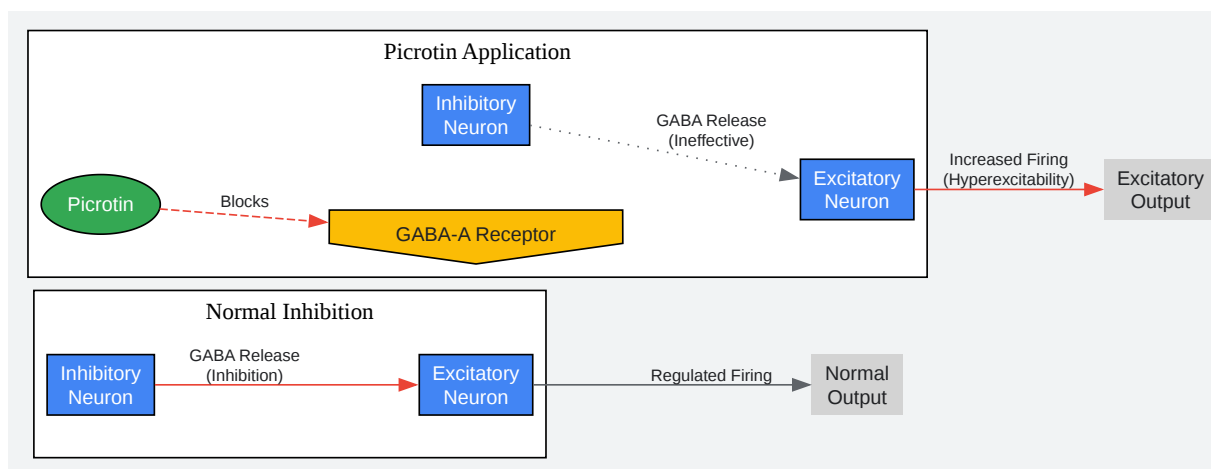 Picrotin Application
Inhibitory
Neuron
GABA Release
(Ineffective)
Excitatory
Neuron
Increased Firing
(Hyperexcitability)
Excitatory
Output
Picrotin
Blocks
GABA-A Receptor
Normal Inhibition
Inhibitory
Neuron
GABA Release
(Inhibition)
Excitatory
Neuron
Regulated Firing
Normal
Output